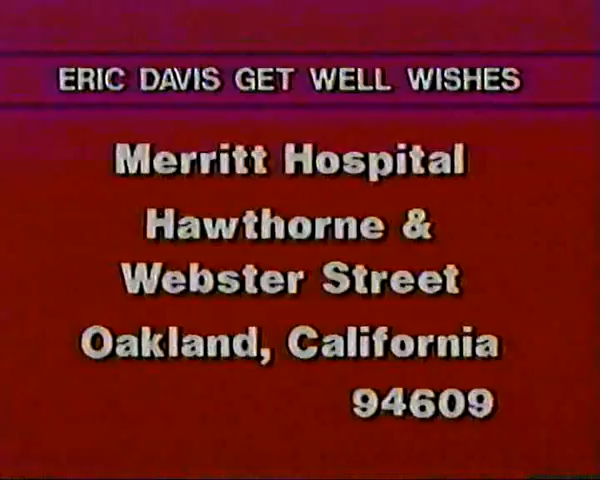 ERIC DAVIS GET WELL WISHES
Merritt Hospital
Hawthorne &
Webster Street
Oakland, California
94609